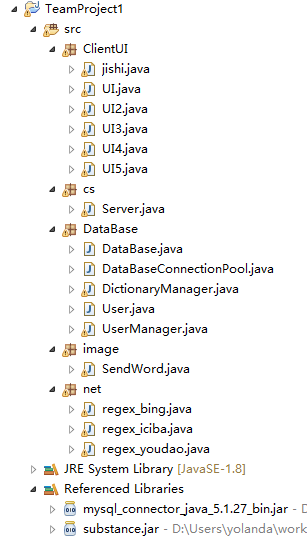 TeamProject1
src
ClientUI
jishi.java
UI.java
UI2.java
UI3.java
UI4.java
UI5.java
cs
Server.java
DataBase
DataBase.java
DataBaseConnectionPool.java
DictionaryManager.java
User.java
UserManager.java
image
SendWord.java
net
regex_bing.java
regex_iciba.java
regex_youdao.java
JRE System Library [JavaSE-1.8]
Referenced Libraries
mysql_connector_java_5.1.27_bin.jar - D
substance.jar - D:\Users\yolanda\work